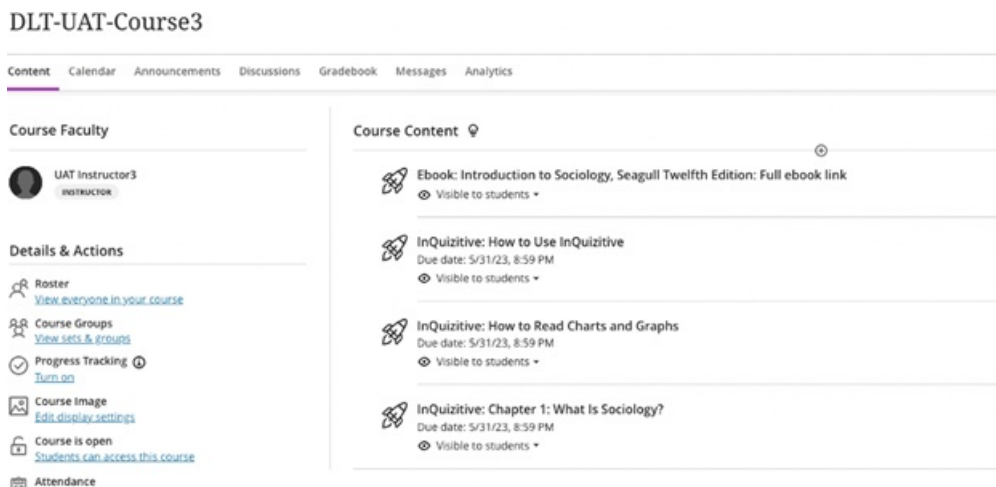 DLT-UAT-Course3
Content Calendar Announcements Discussions Gradebook Messages Analytics
Course Faculty
UAT Instructor3
INSTRUCTOR
Details & Actions
Roster
View everyone in your course
Course Groups
View sets & groups
Progress Tracking
Turn on
Course Image
Edit display settings
Course is open
Students can access this course
Attendance
Course Content
Ebook: Introduction to Sociology, Seagull Twelfth Edition: Full ebook link
Visible to students
InQuizitive: How to Use InQuizitive
Due date: 5/31/23, 8:59 PM
Visible to students
InQuizitive: How to Read Charts and Graphs
Due date: 5/31/23, 8:59 PM
Visible to students
InQuizitive: Chapter 1: What Is Sociology?
Due date: 5/31/23, 8:59 PM
Visible to students